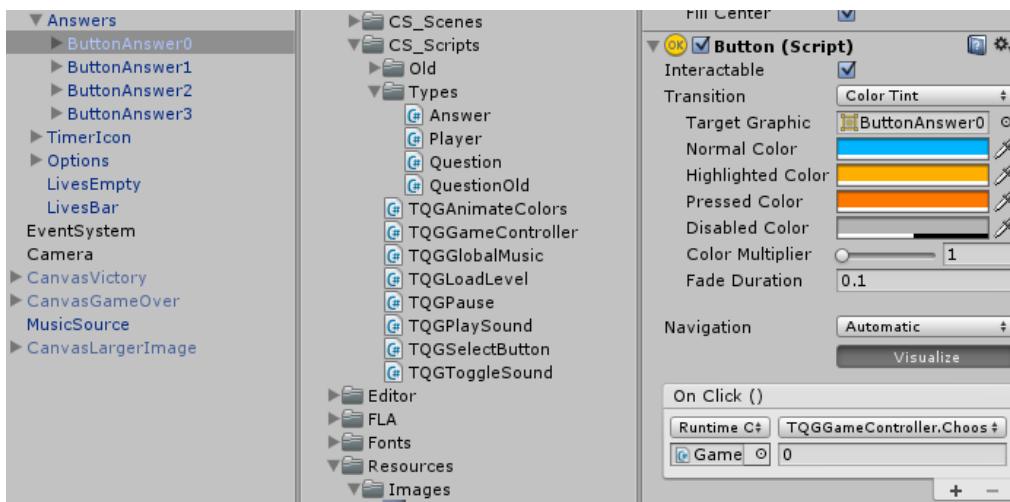 Answers
ButtonAnswer0
ButtonAnswer1
ButtonAnswer2
ButtonAnswer3
TimerIcon
Options
LivesEmpty
LivesBar
EventSystem
Camera
CanvasVictory
CanvasGameOver
MusicSource
CanvasLargerImage
CS_Scenes
CS_Scripts
Old
Types
Answer
Player
Question
QuestionOld
TQGAnimateColors
TQGGameController
TQGGlobalMusic
TQGLoadLevel
TQGPause
TQGPlaySound
TQGSelectButton
TQGToggleSound
Editor
FLA
Fonts
Resources
Images
Fill Center
OK Button (Script)
Interactable
Transition Color Tint
Target Graphic ButtonAnswer0
Normal Color
Highlighted Color
Pressed Color
Disabled Color
Color Multiplier 1
Fade Duration 0.1
Navigation Automatic
Visualize
On Click ()
Runtime C TQGGameController.Choos
Game 0
+ −